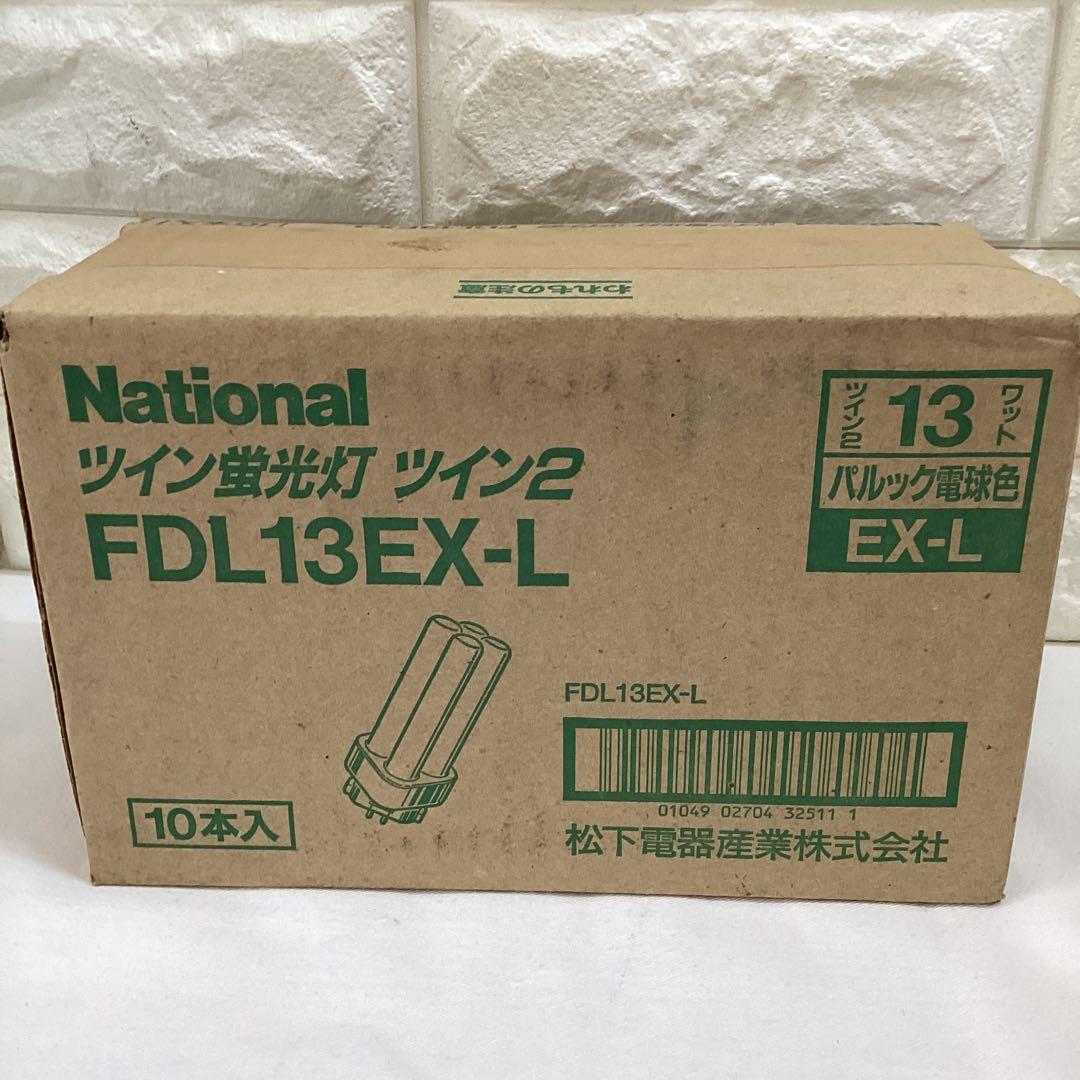 われもの注意
National
ツイン蛍光灯 ツイン2
FDL13EX-L
ツイン2
13
ワット
パルック電球色
EX-L
FDL13EX-L
01049 02704 32511 1
10本入
松下電器産業株式会社